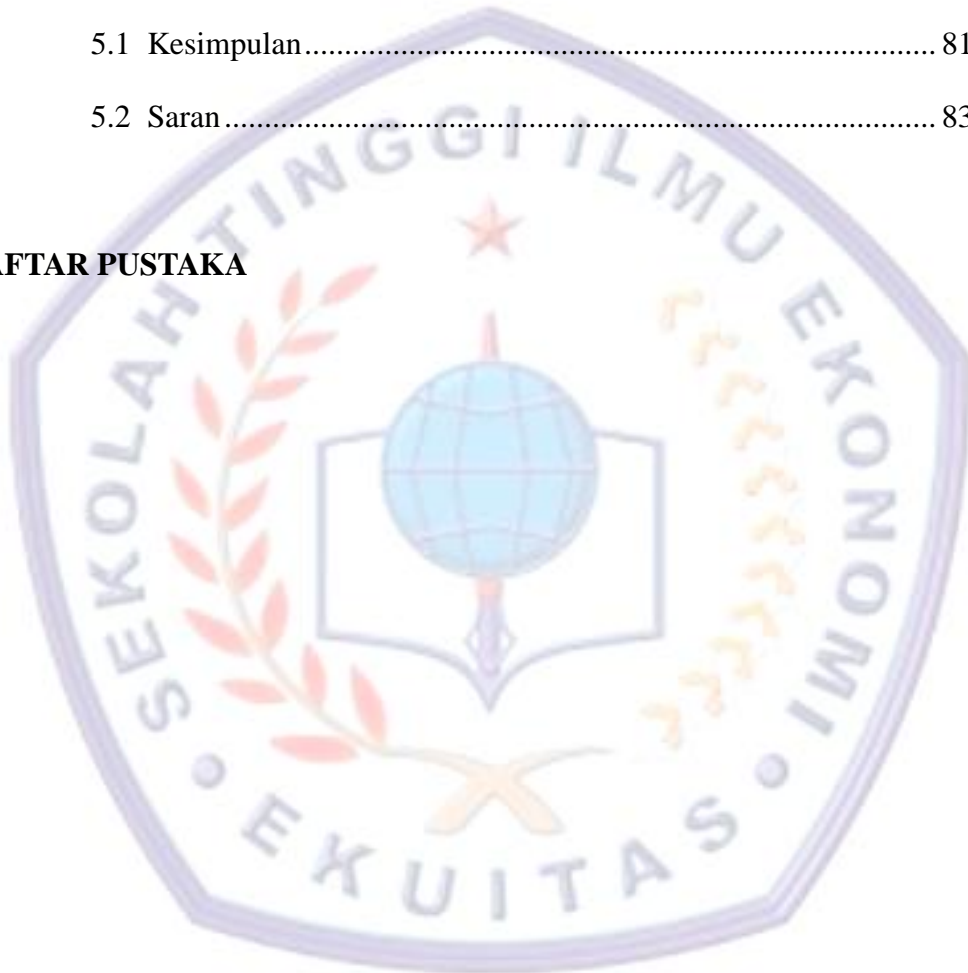 5.1 Kesimpulan................................................................................ 81
5.2 Saran.......................................................................................... 83
AFTAR PUSTAKA
SEKOLAH TINGGI ILMU EKONOMI
• EKUITAS •